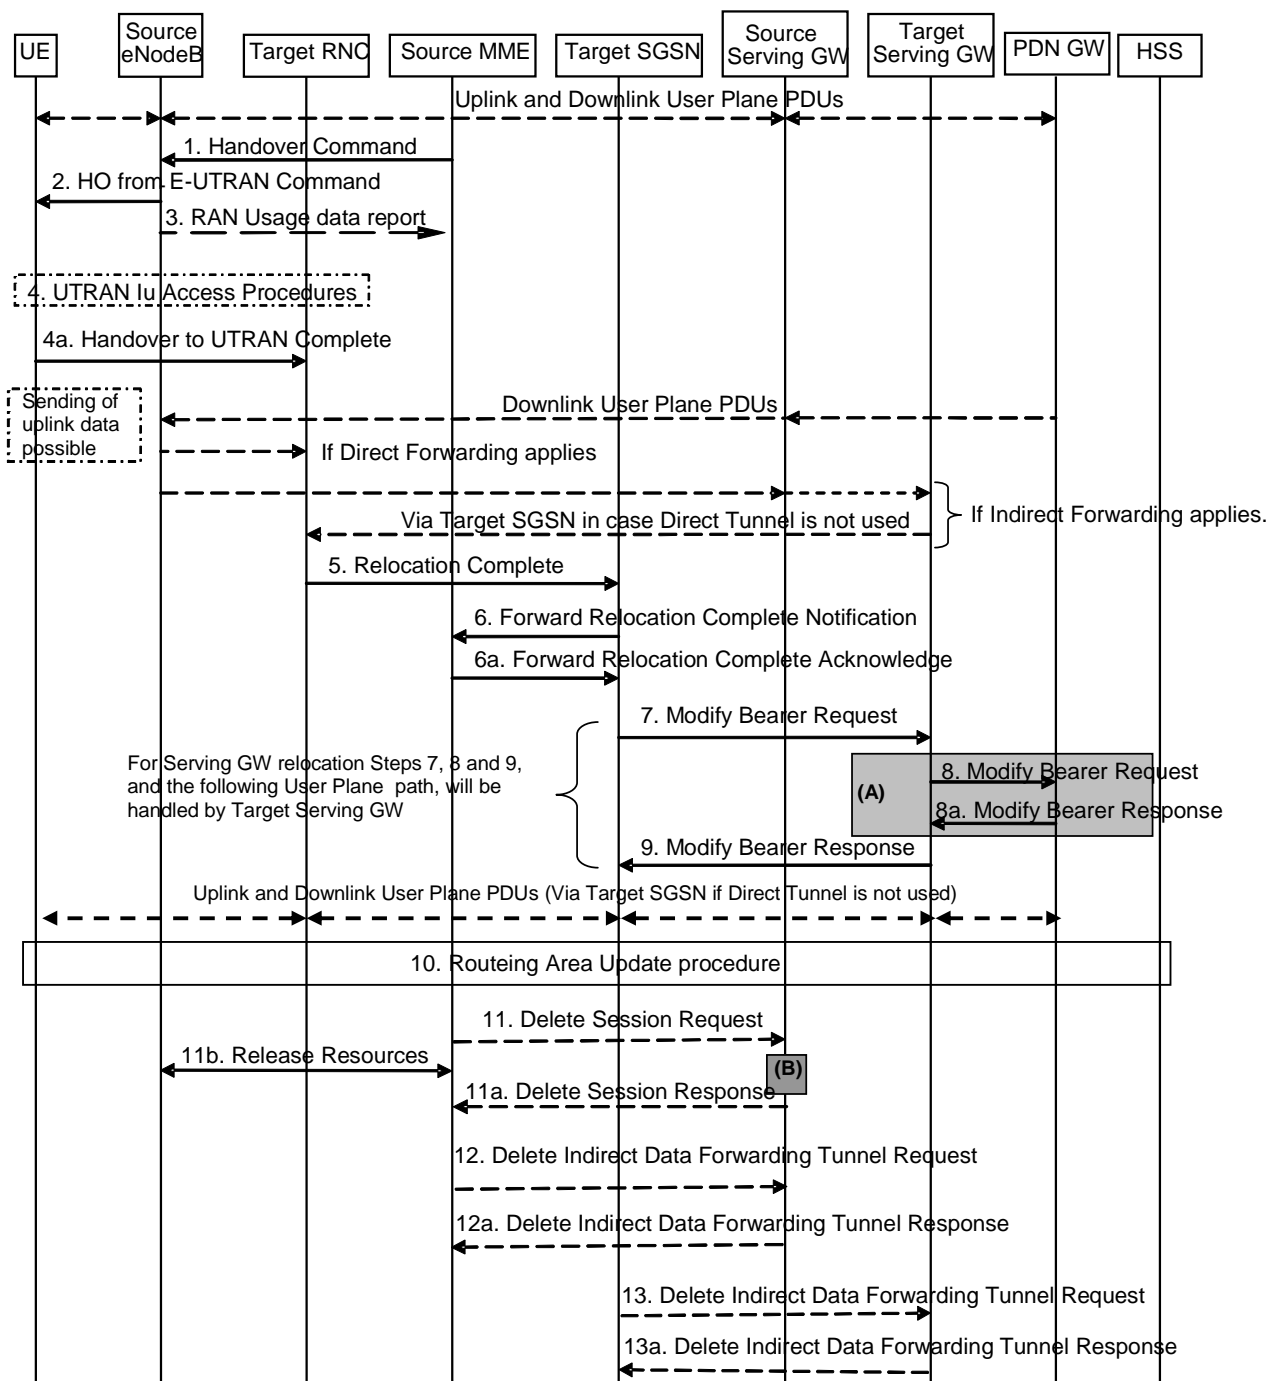 UE
Source
eNodeB
Target RNC
Source MME
Target SGSN
Source
Serving GW
Target
Serving GW
PDN GW
HSS
Uplink and Downlink User Plane PDUs
1. Handover Command
2. HO from E-UTRAN Command
3. RAN Usage data report
4. UTRAN Iu Access Procedures
4a. Handover to UTRAN Complete
Sending of
uplink data
possible
Downlink User Plane PDUs
If Direct Forwarding applies
Via Target SGSN in case Direct Tunnel is not used
If Indirect Forwarding applies.
5. Relocation Complete
6. Forward Relocation Complete Notification
6a. Forward Relocation Complete Acknowledge
7. Modify Bearer Request
For Serving GW relocation Steps 7, 8 and 9,
and the following User Plane path, will be
handled by Target Serving GW
(A)
8. Modify Bearer Request
8a. Modify Bearer Response
9. Modify Bearer Response
Uplink and Downlink User Plane PDUs (Via Target SGSN if Direct Tunnel is not used)
10. Routeing Area Update procedure
11. Delete Session Request
11b. Release Resources
(B)
11a. Delete Session Response
12. Delete Indirect Data Forwarding Tunnel Request
12a. Delete Indirect Data Forwarding Tunnel Response
13. Delete Indirect Data Forwarding Tunnel Request
13a. Delete Indirect Data Forwarding Tunnel Response